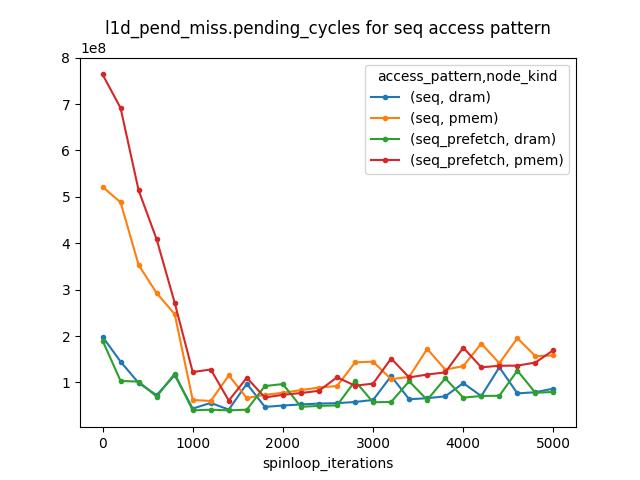 l1d_pend_miss.pending_cycles for seq access pattern
1e8
8
7
6
5
4
3
2
1
access_pattern,node_kind
(seq, dram)
(seq, pmem)
(seq_prefetch, dram)
(seq_prefetch, pmem)
0 1000 2000 3000 4000 5000
spinloop_iterations